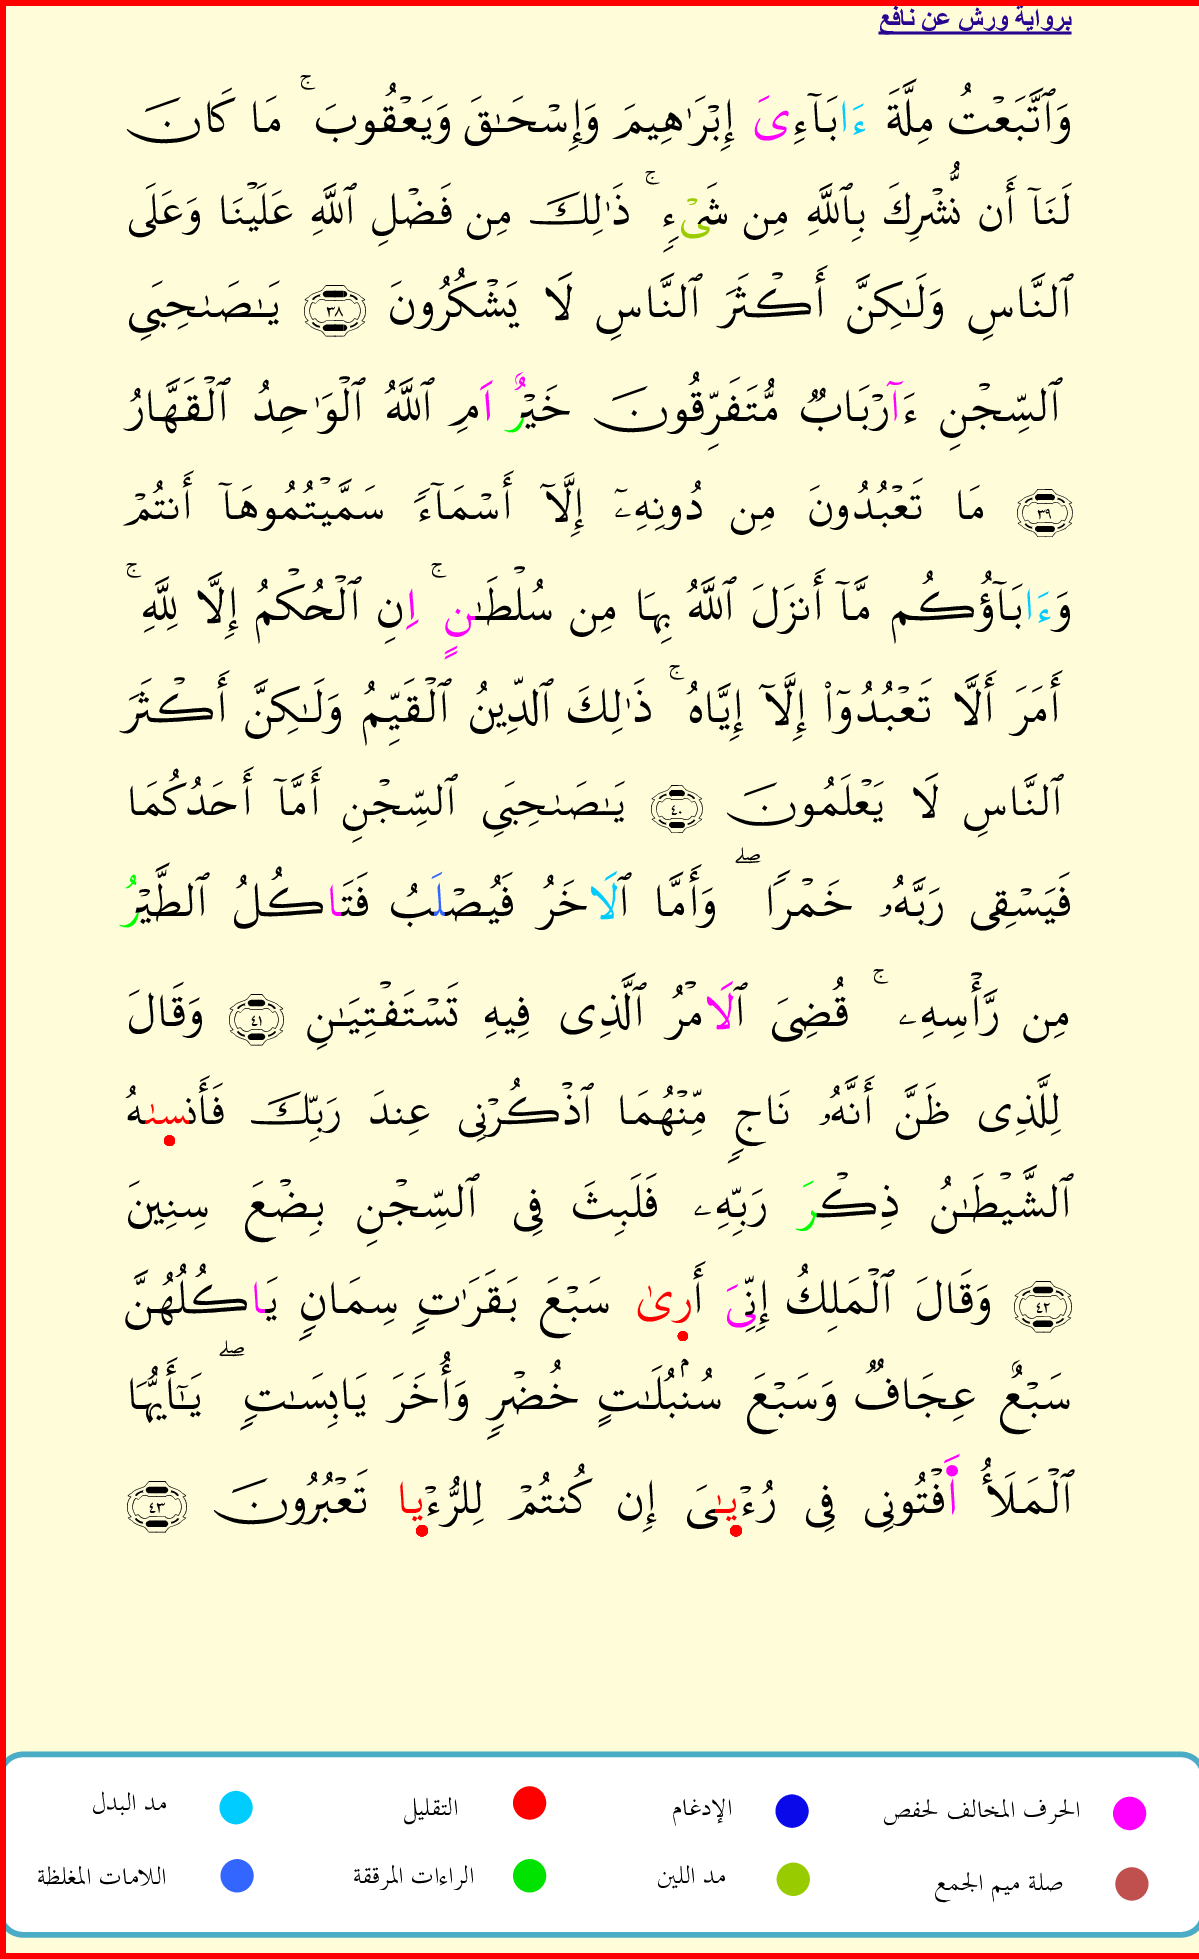 برواية ورش عن نافع
وَٱتَّبَعْتُ مِلَّةَ ءَابَآءِىَ إِبْرَٰهِيمَ وَإِسْحَـٰقَ وَيَعْقُوبَ ۚ مَا كَانَ
لَنَآ أَن نُّشْرِكَ بِٱللَّهِ مِن شَىْءٍ ۚ ذَٰلِكَ مِن فَضْلِ ٱللَّهِ عَلَيْنَا وَعَلَى
ٱلنَّاسِ وَلَـٰكِنَّ أَكْثَرَ ٱلنَّاسِ لَا يَشْكُرُونَ ٣٨ يَـٰصَـٰحِبَىِ
ٱلسِّجْنِ ءَآرْبَابٌ مُّتَفَرِّقُونَ خَيْرٌ اَمِ ٱللَّهُ ٱلْوَٰحِدُ ٱلْقَهَّارُ
٣٩ مَا تَعْبُدُونَ مِن دُونِهِۦٓ إِلَّآ أَسْمَآءً سَمَّيْتُمُوهَآ أَنتُمْ
وَءَابَآؤُكُم مَّآ أَنزَلَ ٱللَّهُ بِهَا مِن سُلْطَـٰنٍ ۚ اِنِ ٱلْحُكْمُ إِلَّا لِلَّهِ ۚ
أَمَرَ أَلَّا تَعْبُدُوٓا۟ إِلَّآ إِيَّاهُ ۚ ذَٰلِكَ ٱلدِّينُ ٱلْقَيِّمُ وَلَـٰكِنَّ أَكْثَرَ
ٱلنَّاسِ لَا يَعْلَمُونَ ٤٠ يَـٰصَـٰحِبَىِ ٱلسِّجْنِ أَمَّآ أَحَدُكُمَا
فَيَسْقِى رَبَّهُۥ خَمْرًا ۖ وَأَمَّا ٱلَاخَرُ فَيُصْلَبُ فَتَاكُلُ ٱلطَّيْرُ
مِن رَّأْسِهِۦ ۚ قُضِىَ ٱلَامْرُ ٱلَّذِى فِيهِ تَسْتَفْتِيَـٰنِ ٤١ وَقَالَ
لِلَّذِى ظَنَّ أَنَّهُۥ نَاجٍ مِّنْهُمَا ٱذْكُرْنِى عِندَ رَبِّكَ فَأَنسىٰهُ
ٱلشَّيْطَـٰنُ ذِكْرَ رَبِّهِۦ فَلَبِثَ فِى ٱلسِّجْنِ بِضْعَ سِنِينَ
٤٢ وَقَالَ ٱلْمَلِكُ إِنِّىَ أَرىٰ سَبْعَ بَقَرَٰتٍ سِمَانٍ يَاكُلُهُنَّ
سَبْعٌ عِجَافٌ وَسَبْعَ سُنۢبُلَـٰتٍ خُضْرٍ وَأُخَرَ يَابِسَـٰتٍ ۖ يَـٰٓأَيُّهَا
ٱلْمَلَأُ أَفْتُونِى فِى رُءْيـٰىَ إِن كُنتُمْ لِلرُّءْيا تَعْبُرُونَ ٤٣
الحرف المخالف لحفص الإدغام التقليل مد البدل
صلة ميم الجمع مد اللين الراءات المرققة اللامات المغلظة